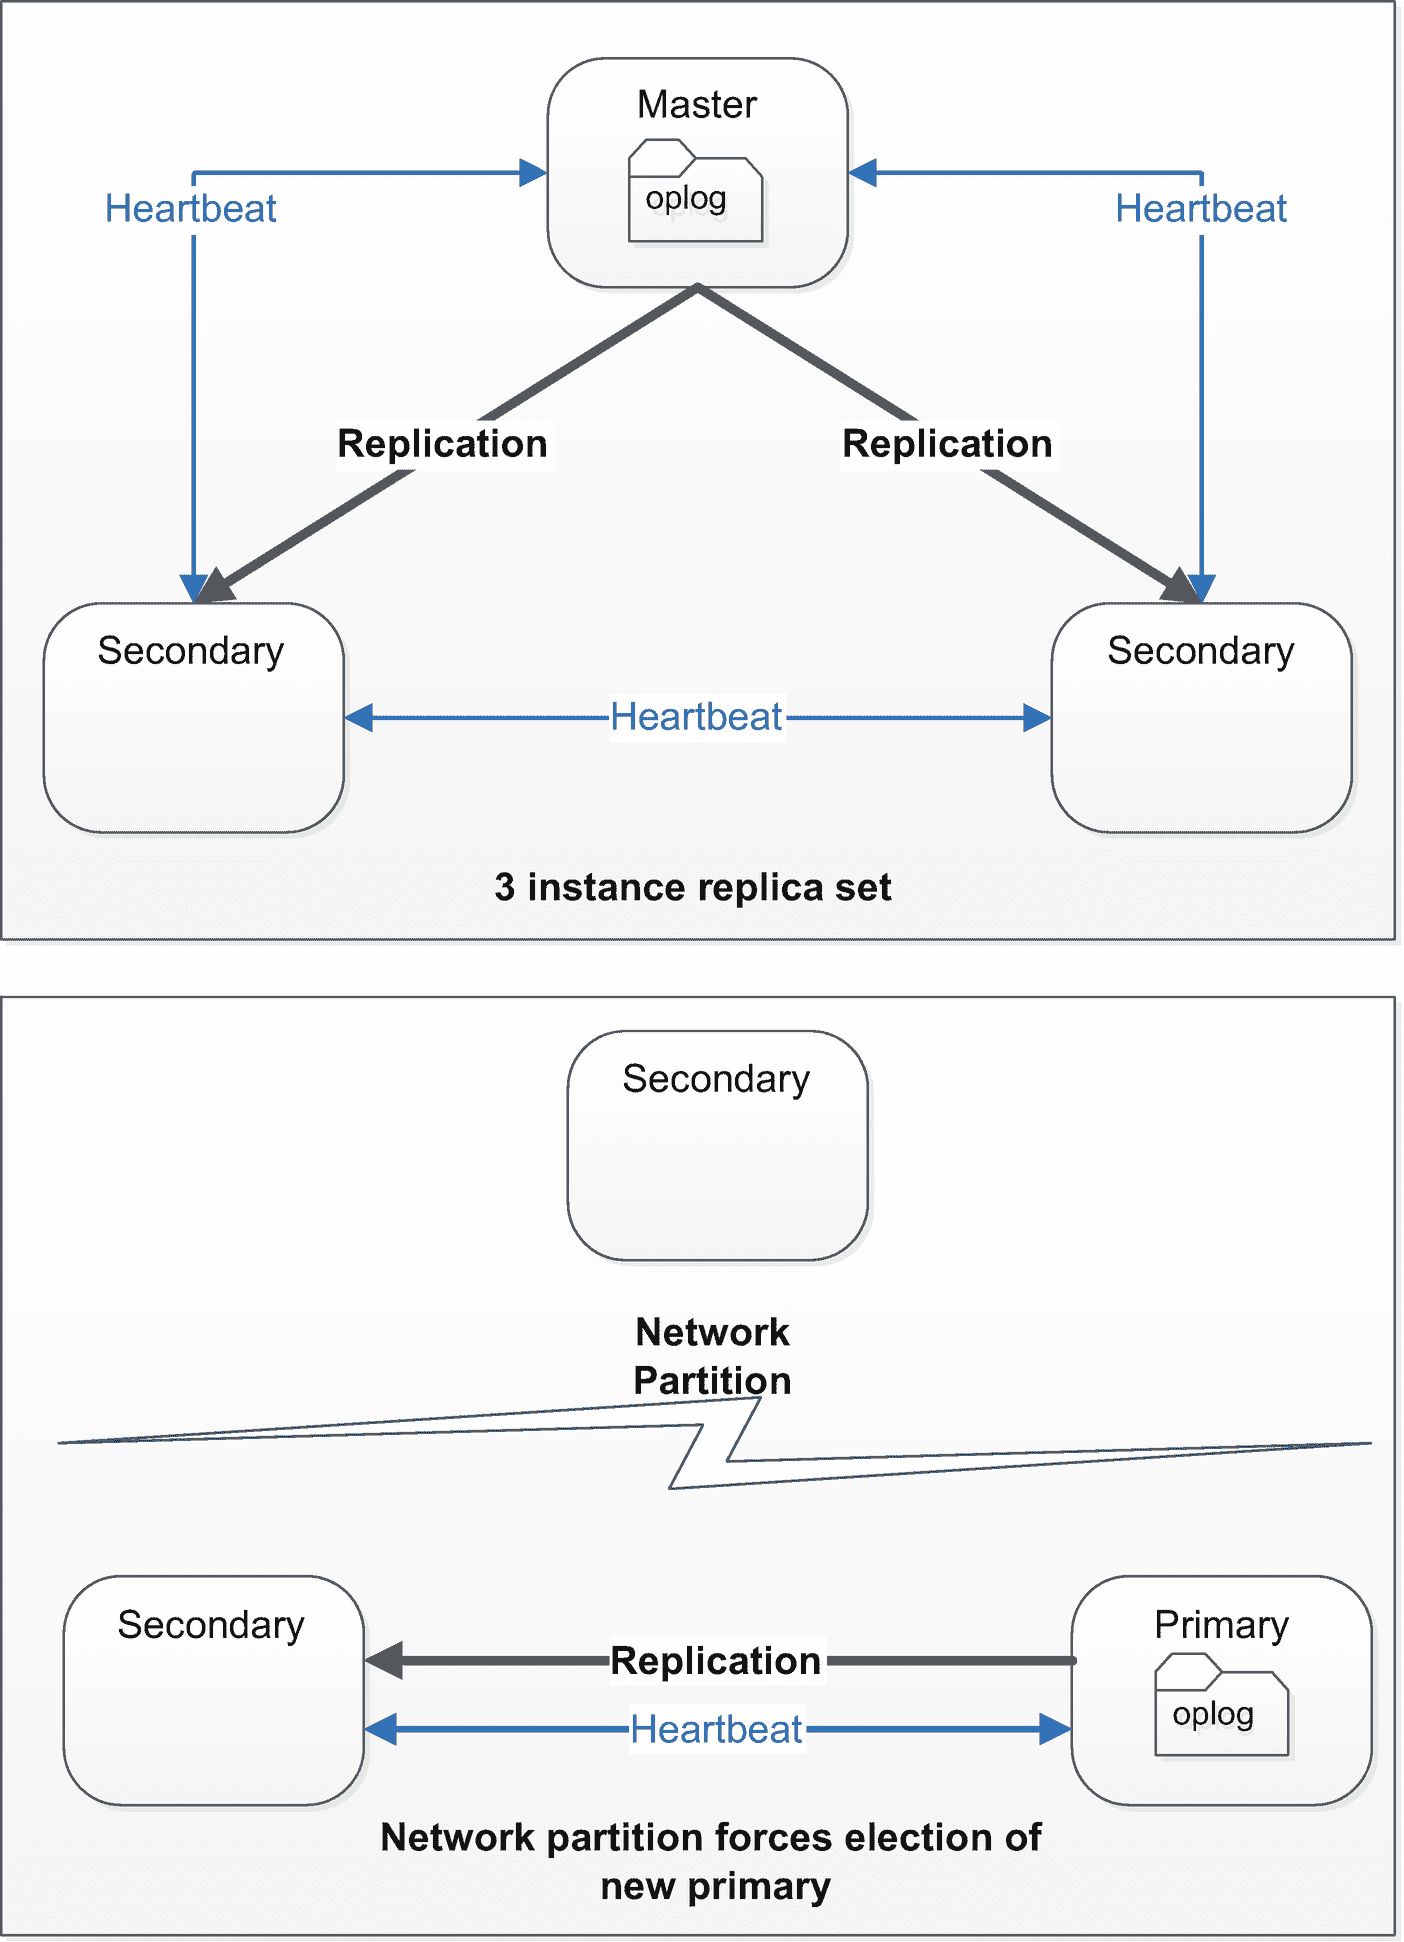 Master
oplog
Heartbeat
Heartbeat
Replication
Replication
Secondary
Secondary
Heartbeat
3 instance replica set
Secondary
Network
Partition
Secondary
Primary
Replication
oplog
Heartbeat
Network partition forces election of
new primary